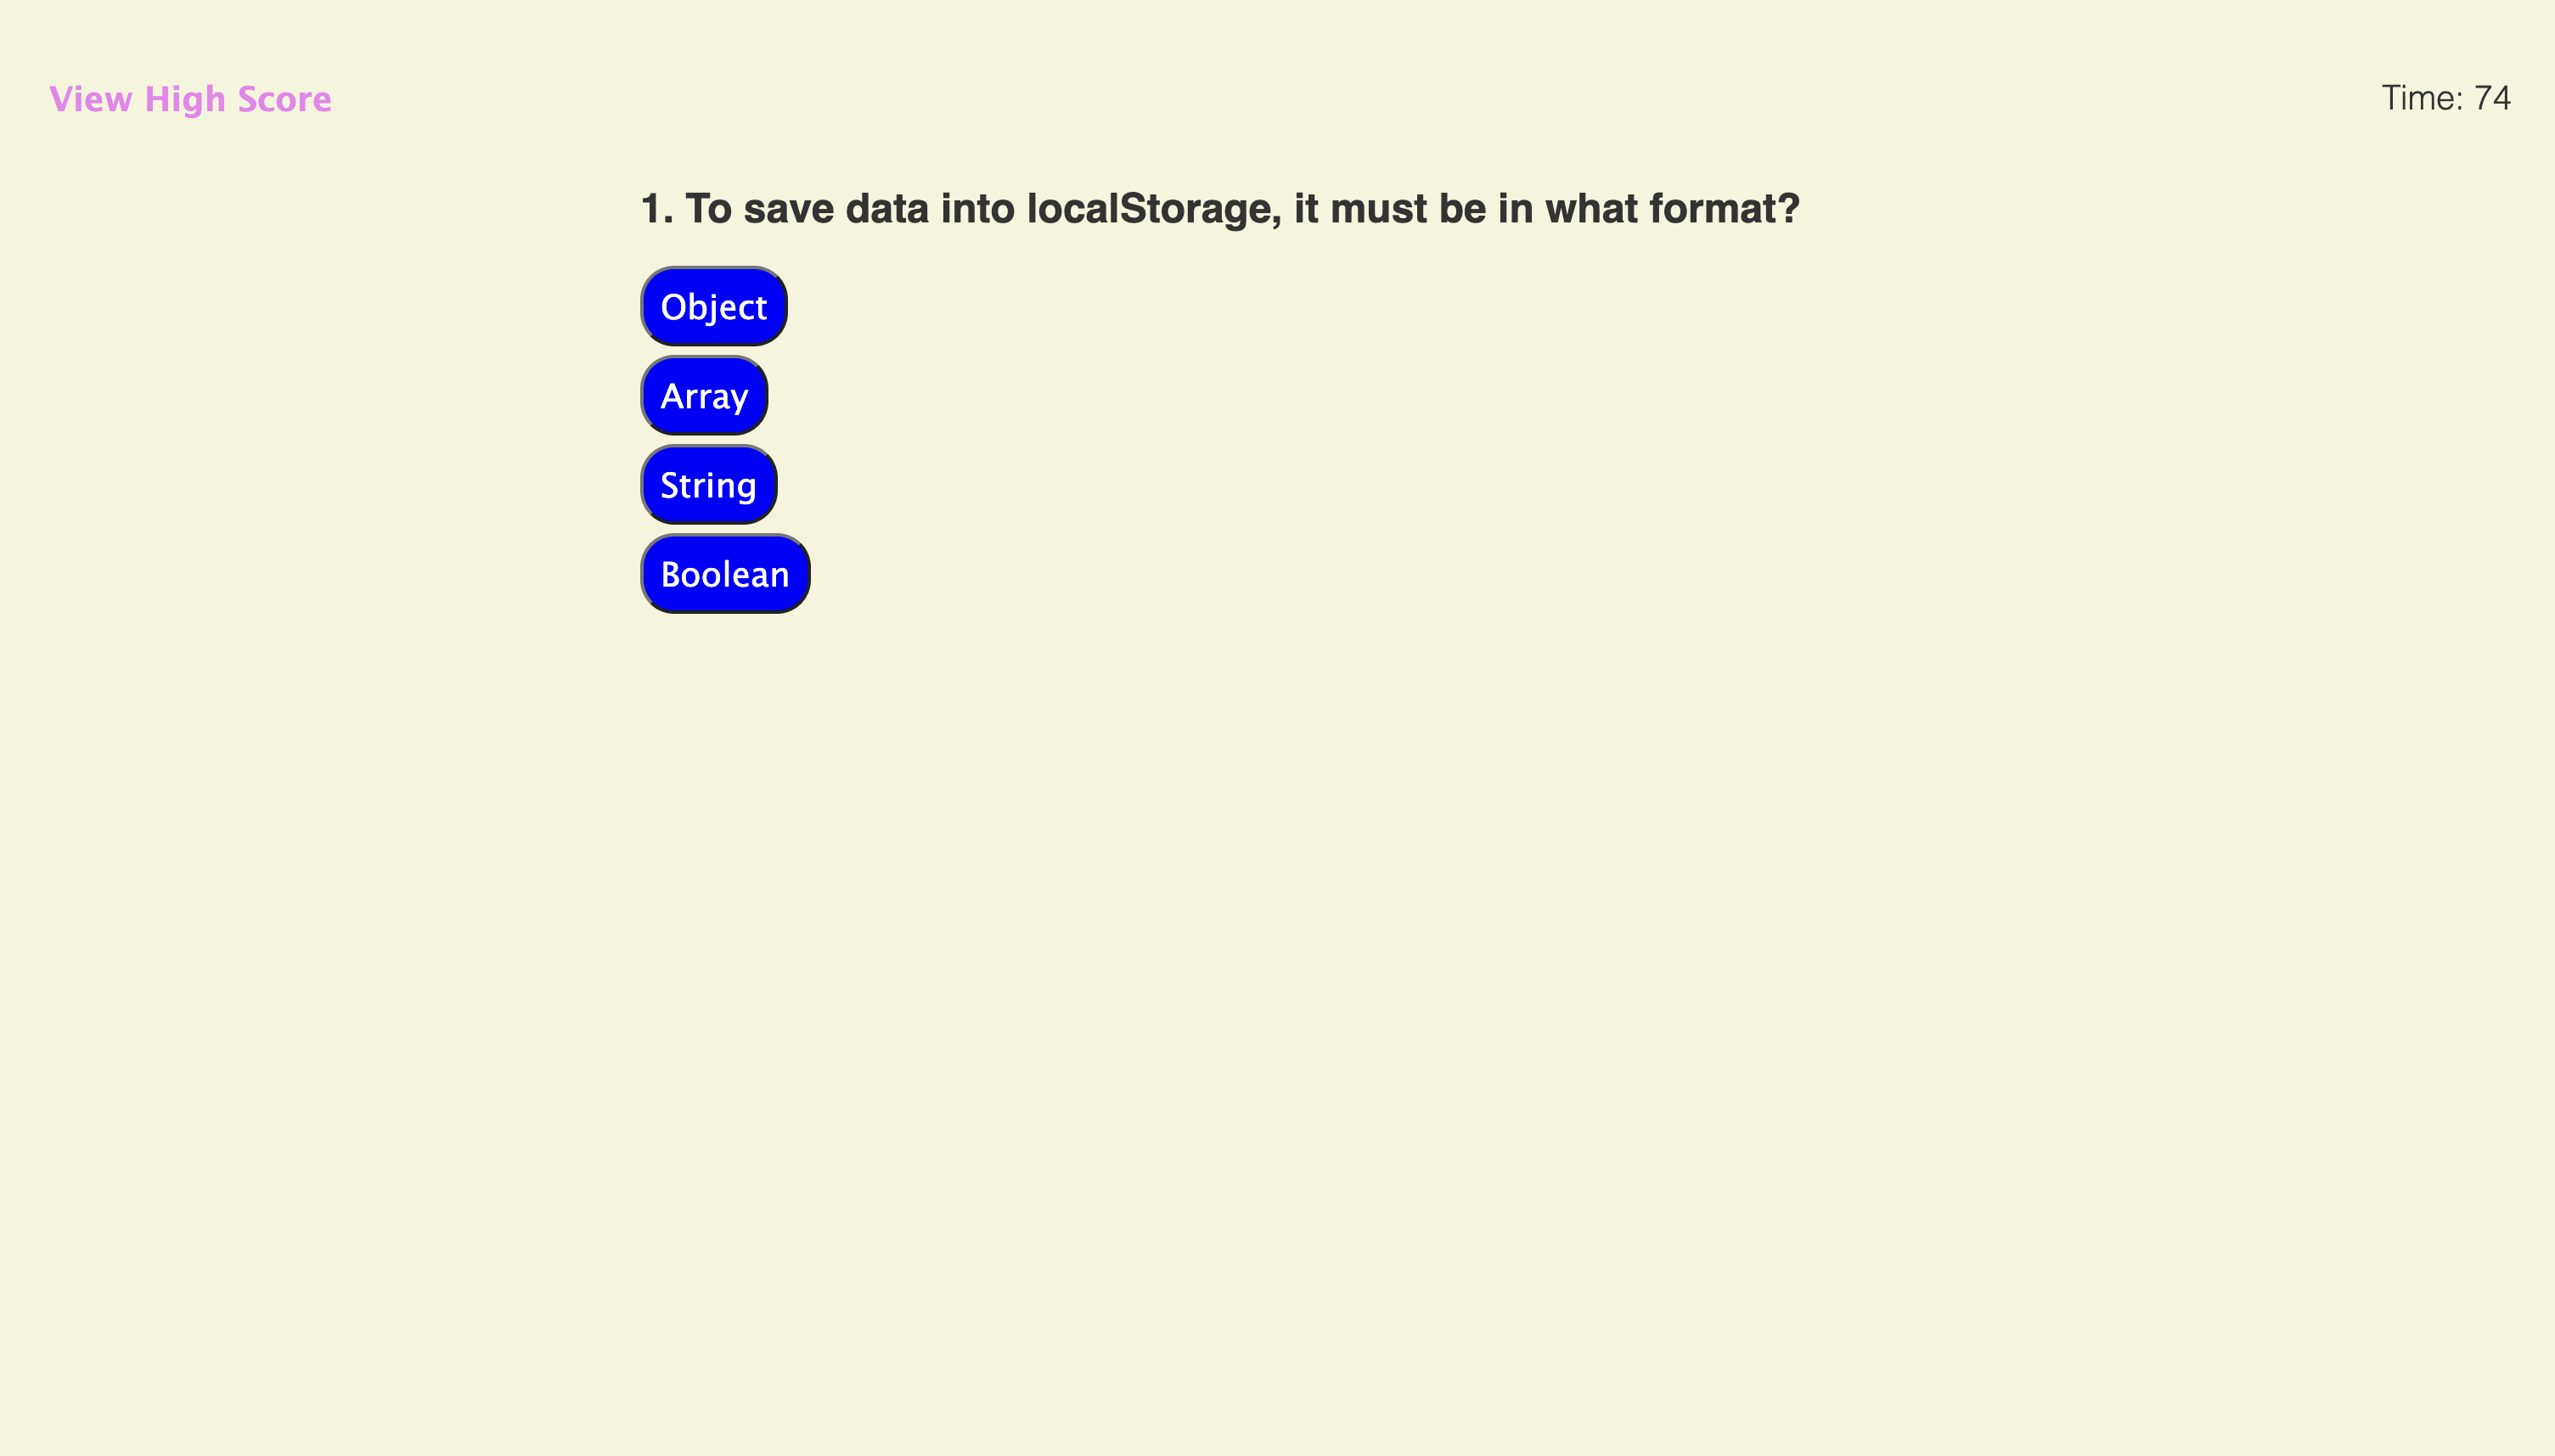 View High Score
Time: 74
1. To save data into localStorage, it must be in what format?
Object
Array
String
Boolean